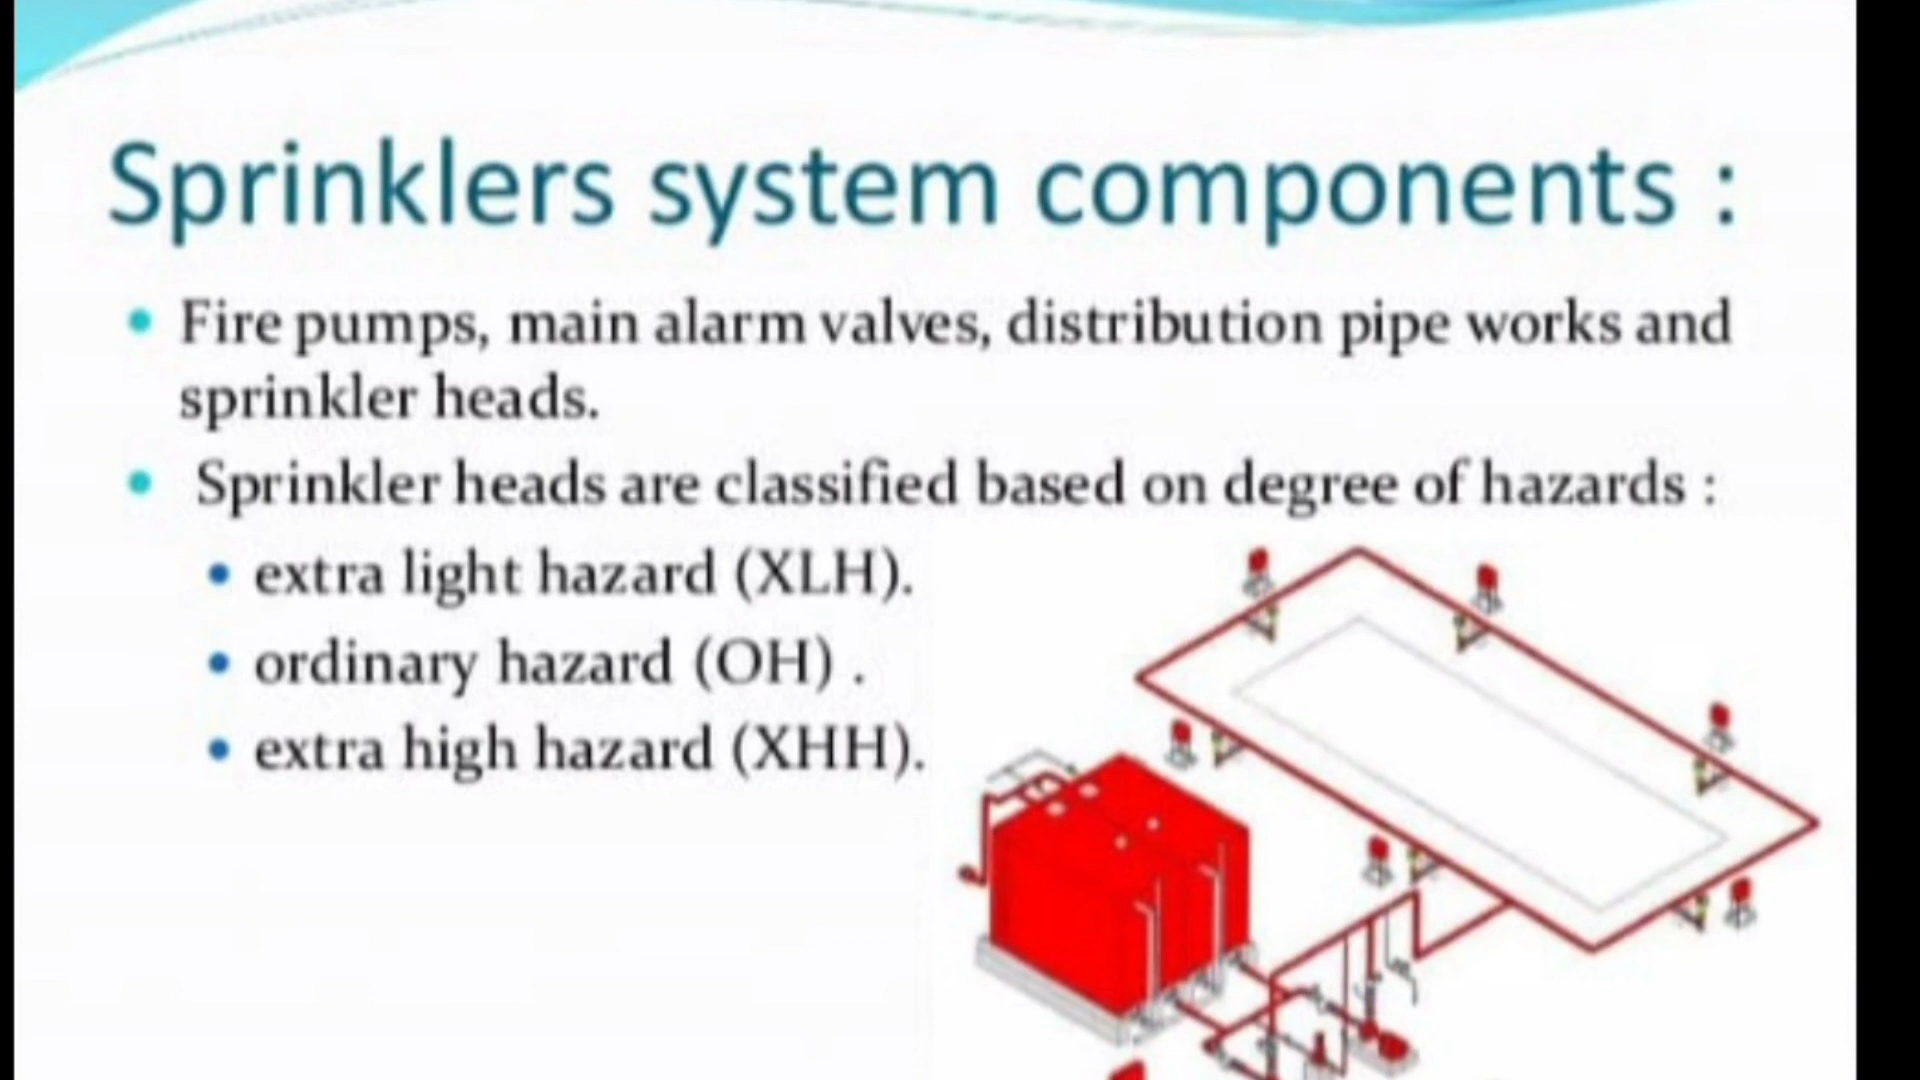 Sprinklers system components :
Fire pumps, main alarm valves, distribution pipe works and
sprinkler heads.
Sprinkler heads are classified based on degree of hazards :
extra light hazard (XLH).
ordinary hazard (OH) .
extra high hazard (XHH).